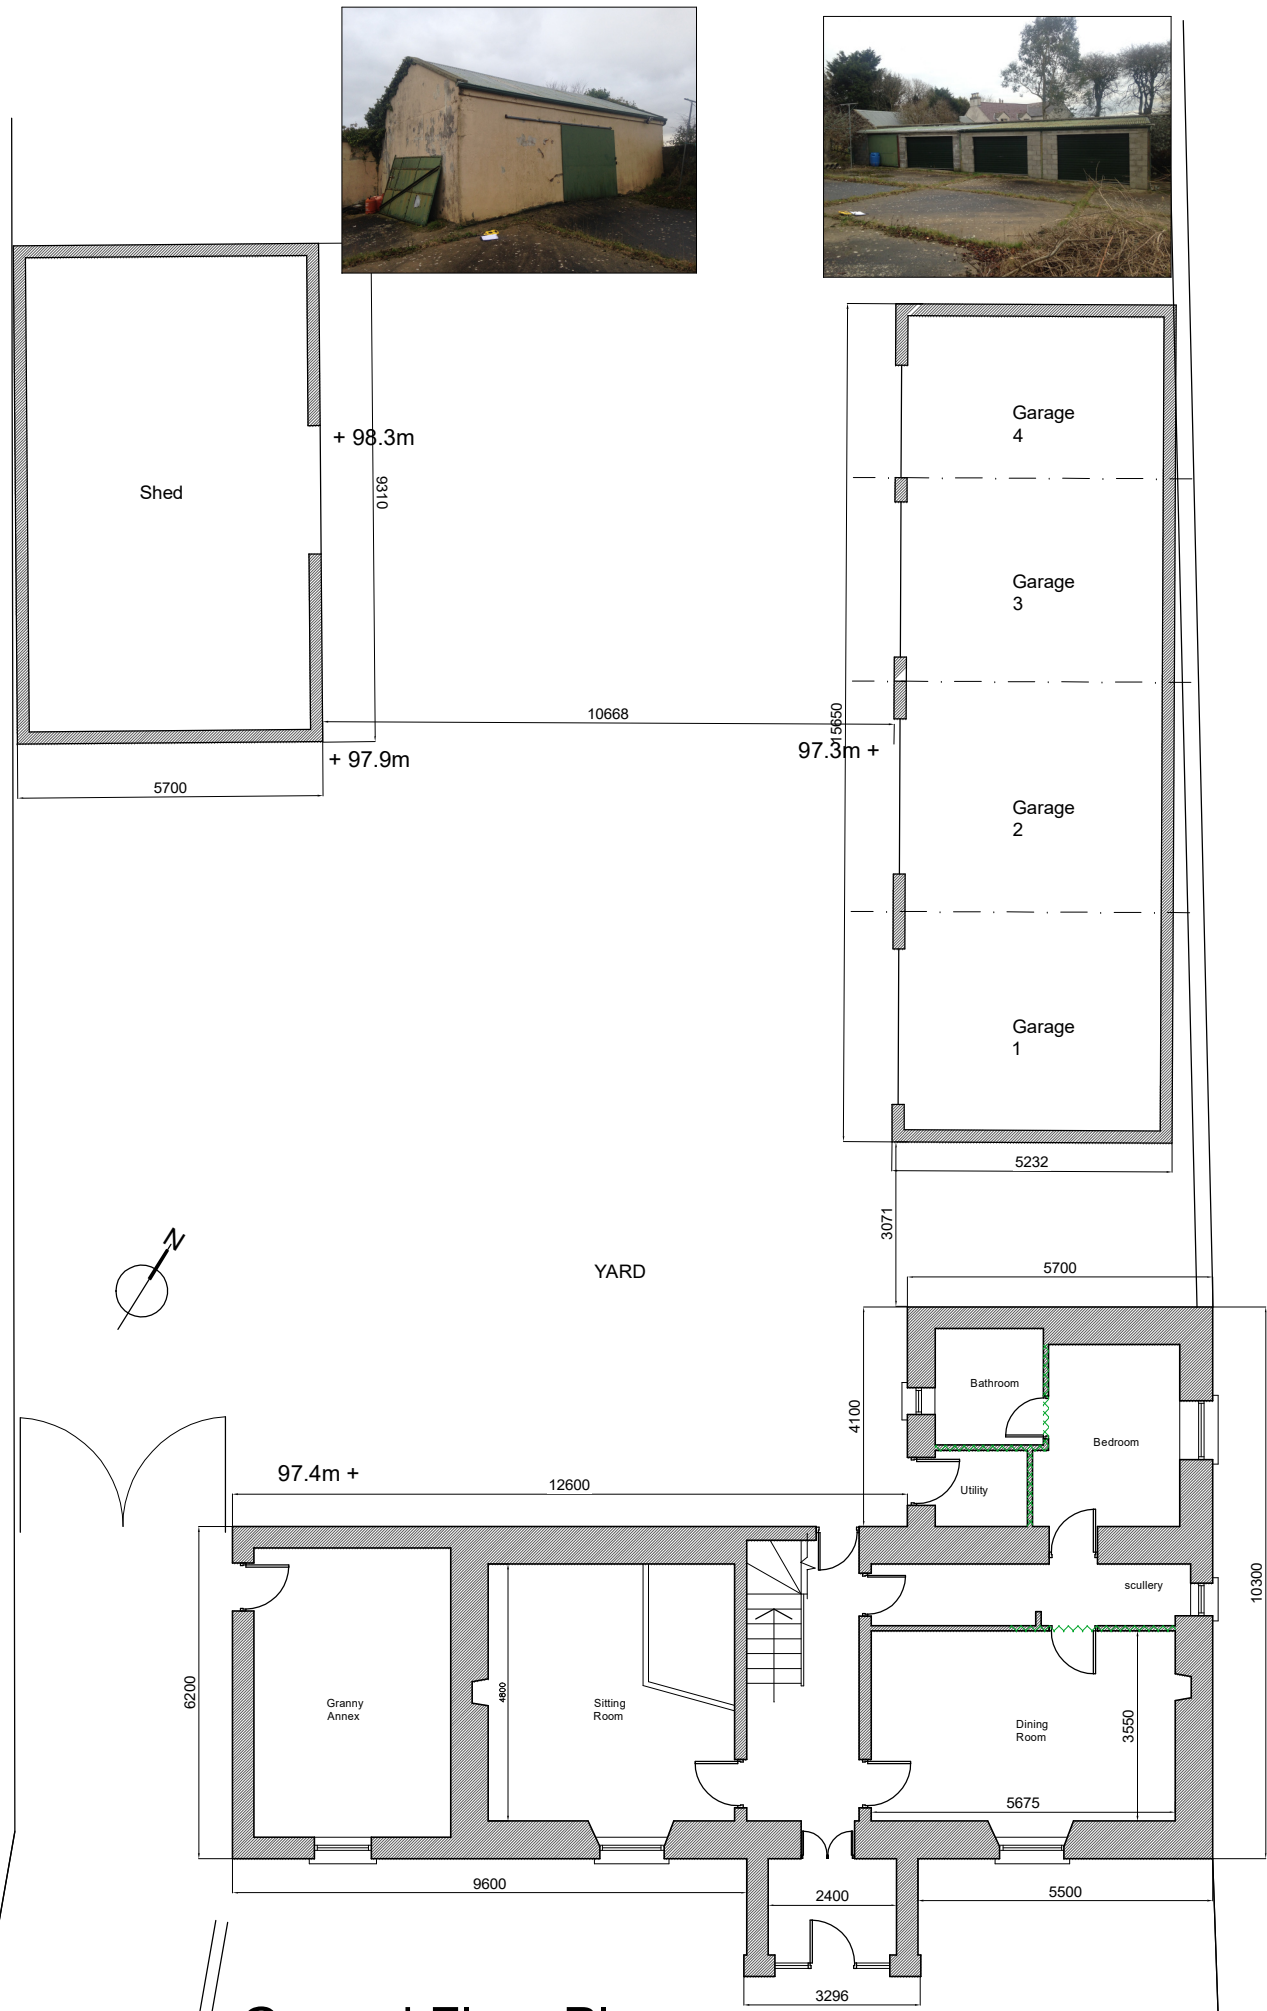 Garage
4
+ 98.3m
9310
Shed
Garage
3
10668
15650
97.3m +
+ 97.9m
5700
Garage
2
Garage
1
5232
3071
N
YARD
5700
Bathroom
4100
Bedroom
97.4m +
12600
Utility
scullery
10300
6200
4800
Granny
Annex
Sitting
Room
Dining
Room
3550
5675
9600
2400
5500
3296